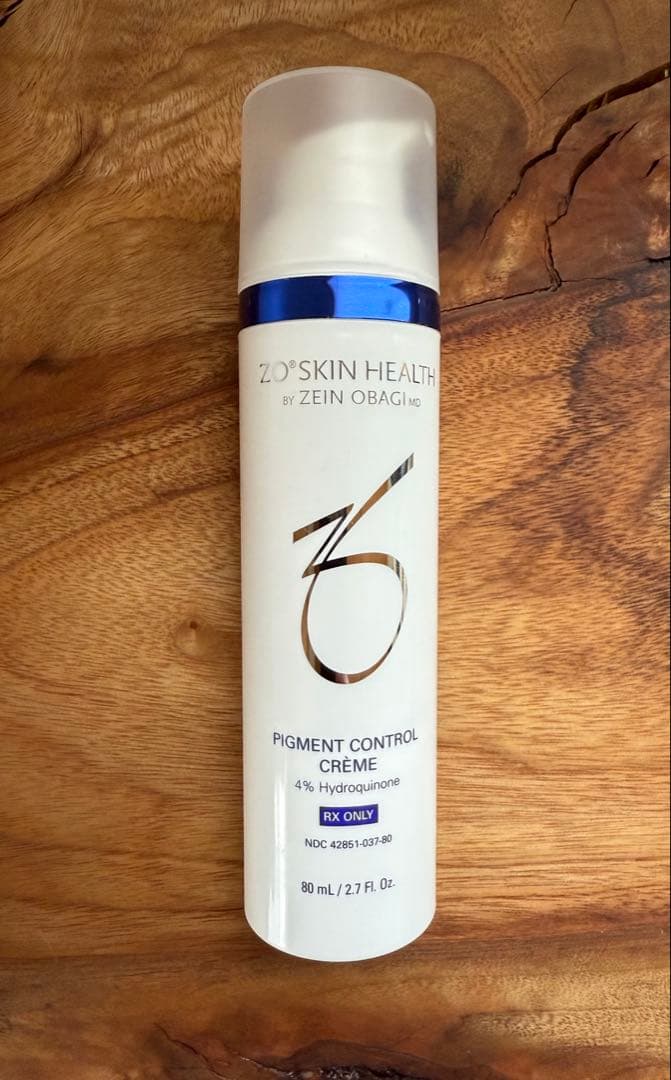 ZO® SKIN HEALTH
BY ZEIN OBAGI MD
PIGMENT CONTROL
CRÈME
4% Hydroquinone
RX ONLY
NDC 42851-037-80
80 mL / 2.7 Fl. Oz.